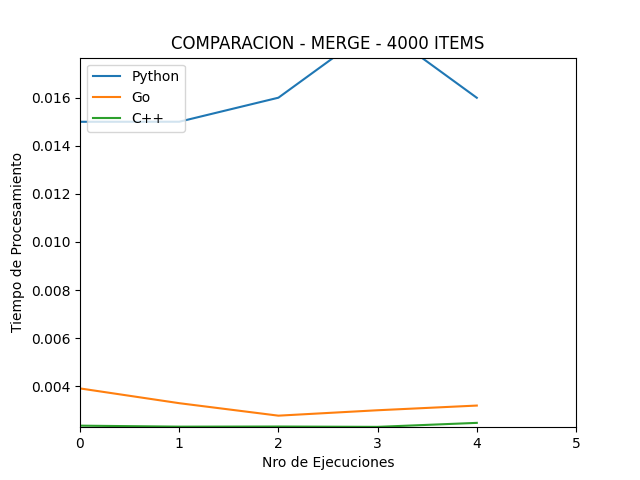 COMPARACION - MERGE - 4000 ITEMS
Python
Go
C++
Tiempo de Procesamiento
0.016
0.014
0.012
0.010
0.008
0.006
0.004
0 1 2 3 4 5
Nro de Ejecuciones